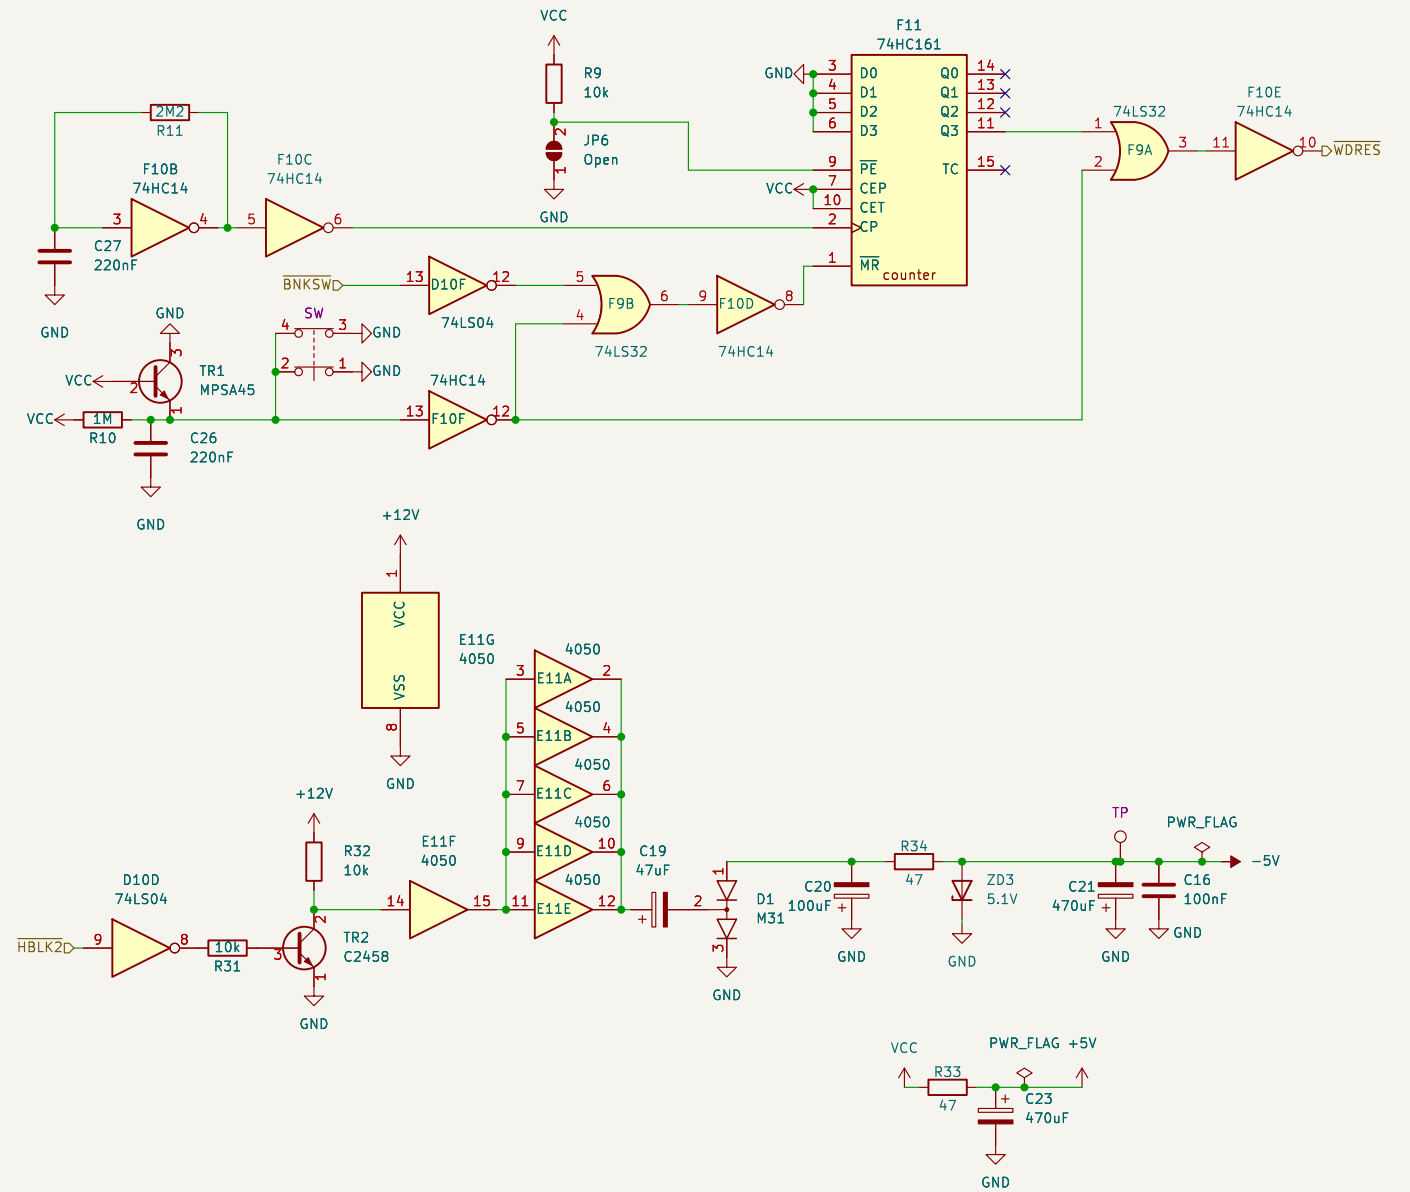 VCC
R9
10k
2
JP6
Open
1
GND
F11
74HC161
GND
3
D0
4
D1
5
D2
6
D3
9
PE
VCC
7
CEP
10
CET
2
CP
1
MR
counter
Q0
14
Q1
13
Q2
12
Q3
11
TC
15
74LS32
1
2
F9A
3
F10E
74HC14
11
10
WDRES
2M2
R11
F10B
74HC14
3
4
F10C
74HC14
5
6
C27
220nF
GND
BNKSW
13
D10F
12
74LS04
5
4
F9B
6
74LS32
9
F10D
8
74HC14
GND
3
VCC
2
TR1
MPSA45
1
SW
4
3
GND
2
1
GND
74HC14
13
F10F
12
VCC
1M
R10
C26
220nF
GND
+12V
1
VCC
VSS
8
E11G
4050
GND
4050
3
E11A
2
4050
5
E11B
4
4050
7
E11C
6
4050
9
E11D
10
4050
11
E11E
12
+12V
R32
10k
E11F
4050
14
15
D10D
74LS04
HBLK2
9
8
10k
R31
3
2
TR2
C2458
1
GND
C19
47uF
+
2
1
D1
M31
3
GND
C20
100uF
+
GND
R34
47
ZD3
5.1V
GND
TP
PWR_FLAG
-5V
C21
470uF
+
GND
C16
100nF
GND
VCC
R33
47
PWR_FLAG
+5V
+
C23
470uF
GND